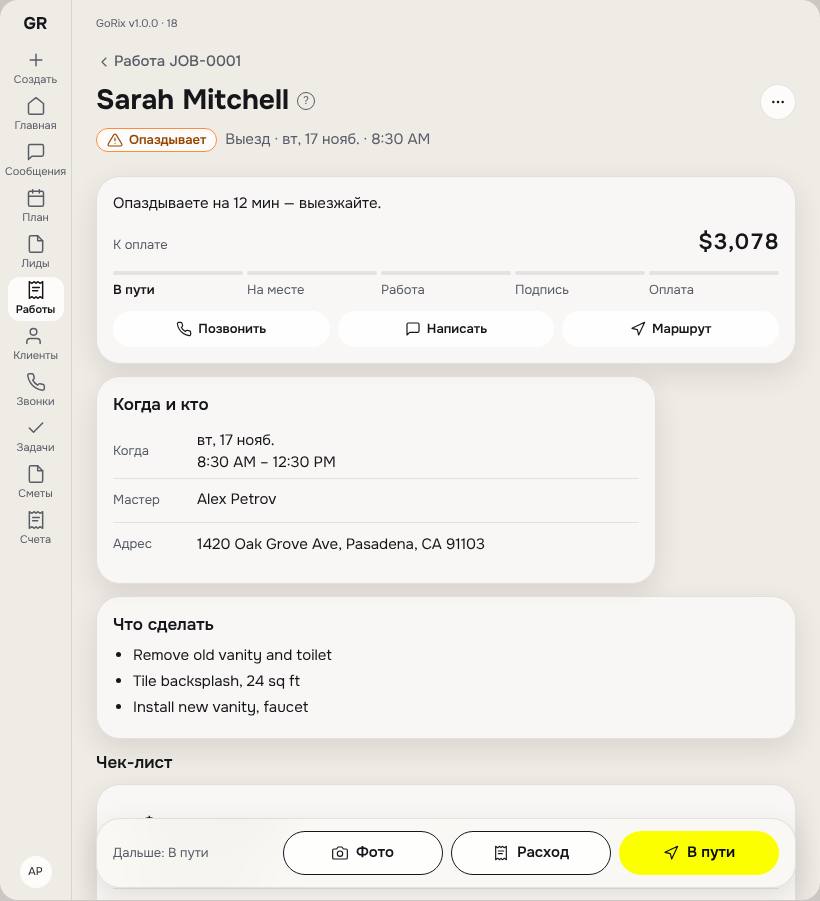 GR
GoRix v1.0.0 · 18
Создать
Главная
Сообщения
План
Лиды
Работы
Клиенты
Звонки
Задачи
Сметы
Счета
AP
Работа JOB-0001
Sarah Mitchell ?
Опаздывает Выезд · вт, 17 нояб. · 8:30 AM
Опаздываете на 12 мин — выезжайте.
К оплате $3,078
В пути На месте Работа Подпись Оплата
Позвонить Написать Маршрут
Когда и кто
Когда вт, 17 нояб.
8:30 AM – 12:30 PM
Мастер Alex Petrov
Адрес 1420 Oak Grove Ave, Pasadena, CA 91103
Что сделать
• Remove old vanity and toilet
• Tile backsplash, 24 sq ft
• Install new vanity, faucet
Чек-лист
Дальше: В пути Фото Расход В пути